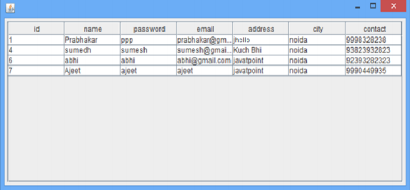 id name password email address city contact
1 Prabhakar ppp prabhakar@gm... noida 9998328238
4 sumedh sumesh sumesh@gmai... Kuch Bhi noida 93823932823
6 abhi abhi abhi@gmail.com javatpoint noida 92393282323
7 Ajeet ajeet ajeet javatpoint noida 9990449935